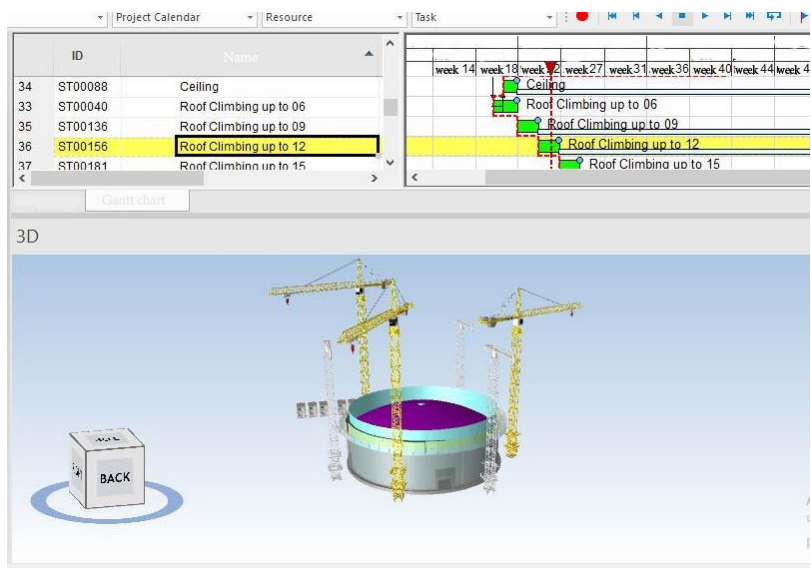 Project Calendar Resource Task
ID Name
week 14 week 18 week 22 week 27 week 31 week 36 week 40 week 44 week 4
34 ST00088 Ceiling Ceiling
33 ST00040 Roof Climbing up to 06 Roof Climbing up to 06
35 ST00136 Roof Climbing up to 09 Roof Climbing up to 09
36 ST00156 Roof Climbing up to 12 Roof Climbing up to 12
37 ST00181 Roof Climbing up to 15 Roof Climbing up to 15
Gantt chart
3D
BACK